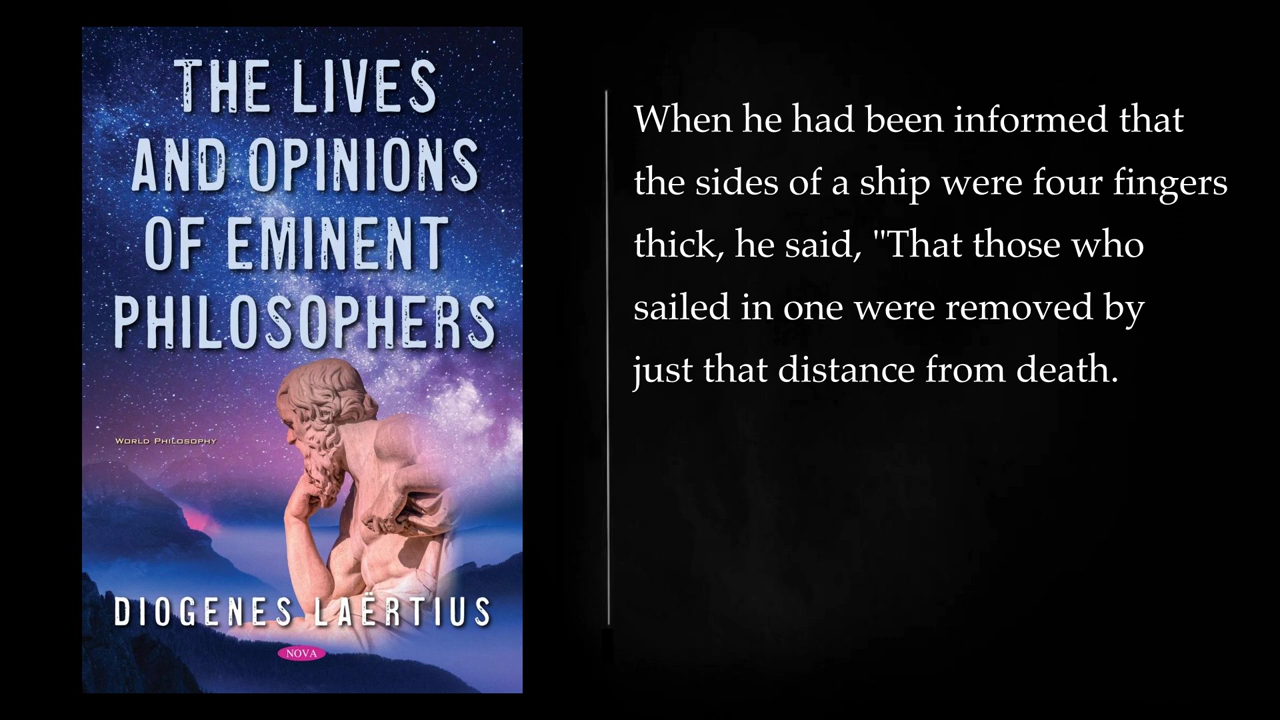 THE LIVES
AND OPINIONS
OF EMINENT
PHILOSOPHERS
WORLD PHILOSOPHY
DIOGENES LAËRTIUS
NOVA
When he had been informed that
the sides of a ship were four fingers
thick, he said, "That those who
sailed in one were removed by
just that distance from death.